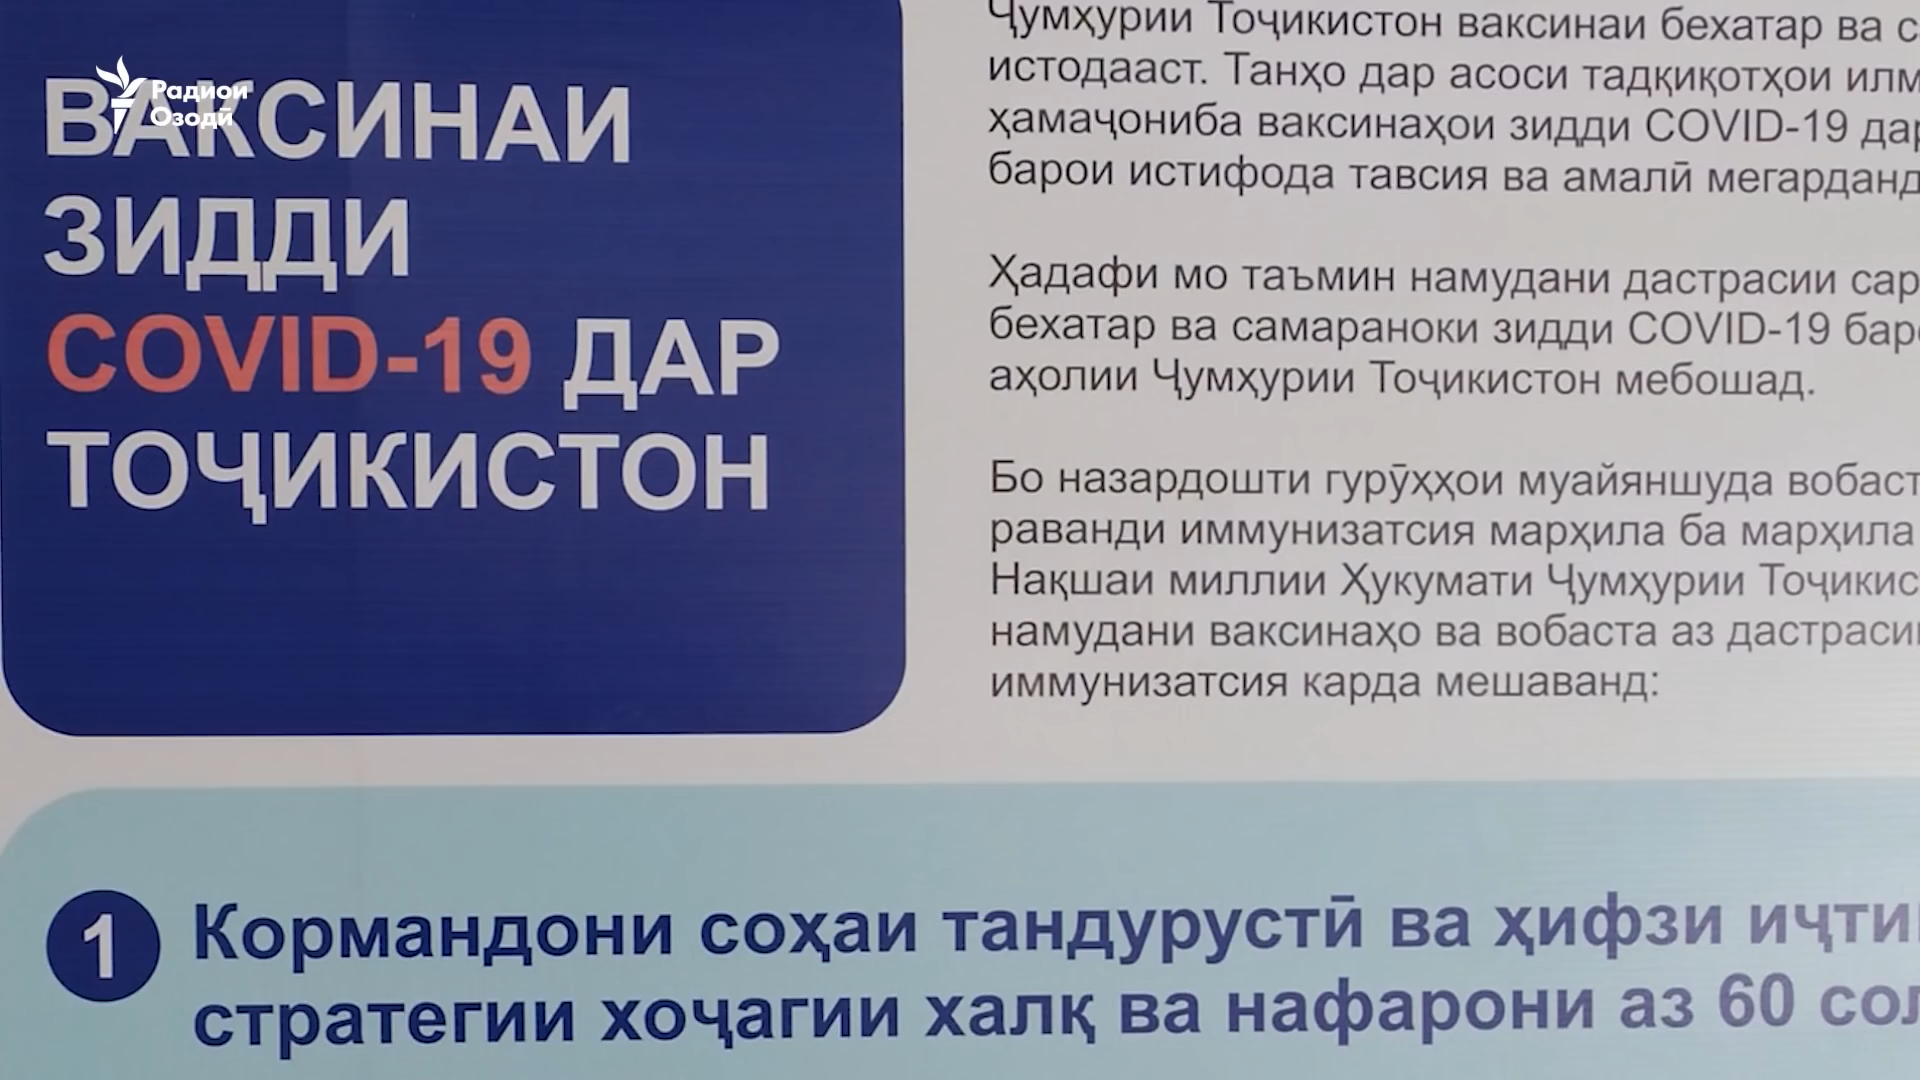 Радиои
Озодӣ
ВАКСИНАИ
ЗИДДИ
COVID-19 ДАР
ТОҶИКИСТОН
Ҷумҳурии Тоҷикистон ваксинаи бехатар ва
истодааст. Танҳо дар асоси тадқиқотҳои
ҳамаҷониба ваксинаҳои зидди COVID-19
барои истифода тавсия ва амалӣ мегарданд
Ҳадафи мо таъмин намудани дастрасии
бехатар ва самараноки зидди COVID-19
аҳолии Ҷумҳурии Тоҷикистон мебошад.
Бо назардошти гурӯҳҳои муайяншуда
раванди иммунизатсия марҳила ба марҳила
Нақшаи миллии Ҳукумати Ҷумҳурии
намудани ваксинаҳо ва вобаста аз
иммунизатсия карда мешаванд:
1 Кормандони соҳаи тандурустӣ ва ҳифзи
стратегии хоҷагии халқ ва нафарони аз 60